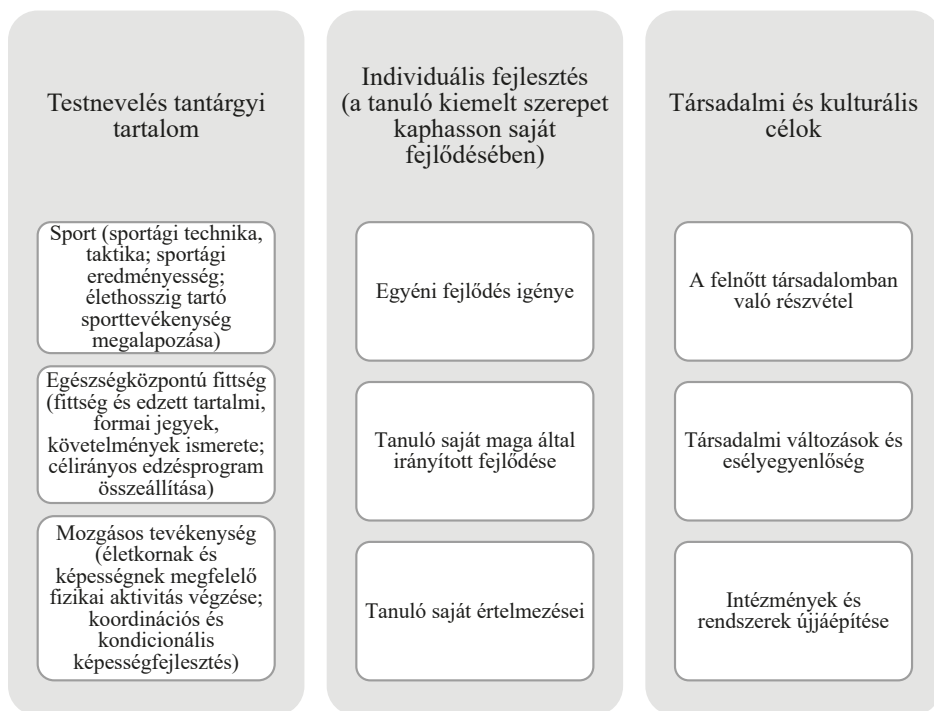 Testnevelés tantárgyi
tartalom
Sport (sportági technika,
taktika; sportági
eredményesség;
élethosszig tartó
sporttevékenység
megalapozása)
Egészségközpontú fittség
(fittség és edzett tartalmi,
formai jegyek,
követelmények ismerete;
célirányos edzésprogram
összeállítása)
Mozgásos tevékenység
(életkornak és
képességnek megfelelő
fizikai aktivitás végzése;
koordinációs és
kondicionális
képességfejlesztés)
Individuális fejlesztés
(a tanuló kiemelt szerepet
kaphasson saját
fejlődésében)
Egyéni fejlődés igénye
Tanuló saját maga által
irányított fejlődése
Tanuló saját értelmezései
Társadalmi és kulturális
célok
A felnőtt társadalomban
való részvétel
Társadalmi változások és
esélyegyenlőség
Intézmények és
rendszerek újjáépítése